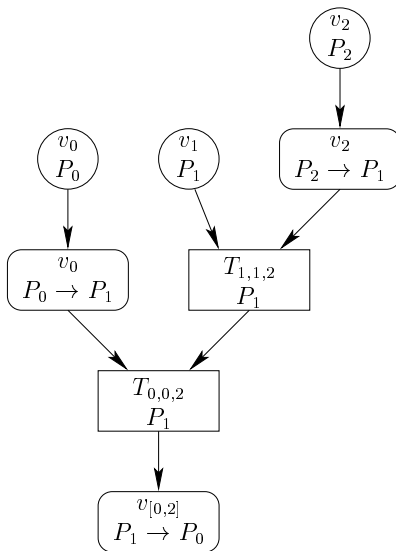 v_2
P_2
v_0
P_0
v_1
P_1
v_2
P_2 → P_1
v_0
P_0 → P_1
T_{1,1,2}
P_1
T_{0,0,2}
P_1
v_{[0,2]}
P_1 → P_0